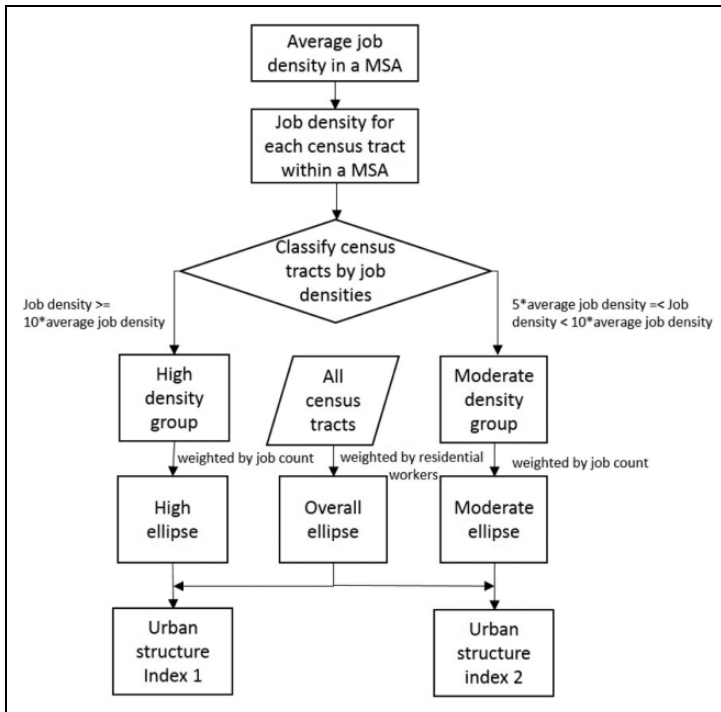 Average job
density in a MSA
Job density for
each census tract
within a MSA
Classify census
tracts by job
densities
Job density >=
10*average job density
5*average job density =< Job
density < 10*average job density
High
density
group
All
census
tracts
Moderate
density
group
weighted by job count
weighted by residential
workers
weighted by job count
High
ellipse
Overall
ellipse
Moderate
ellipse
Urban
structure
Index 1
Urban
structure
index 2